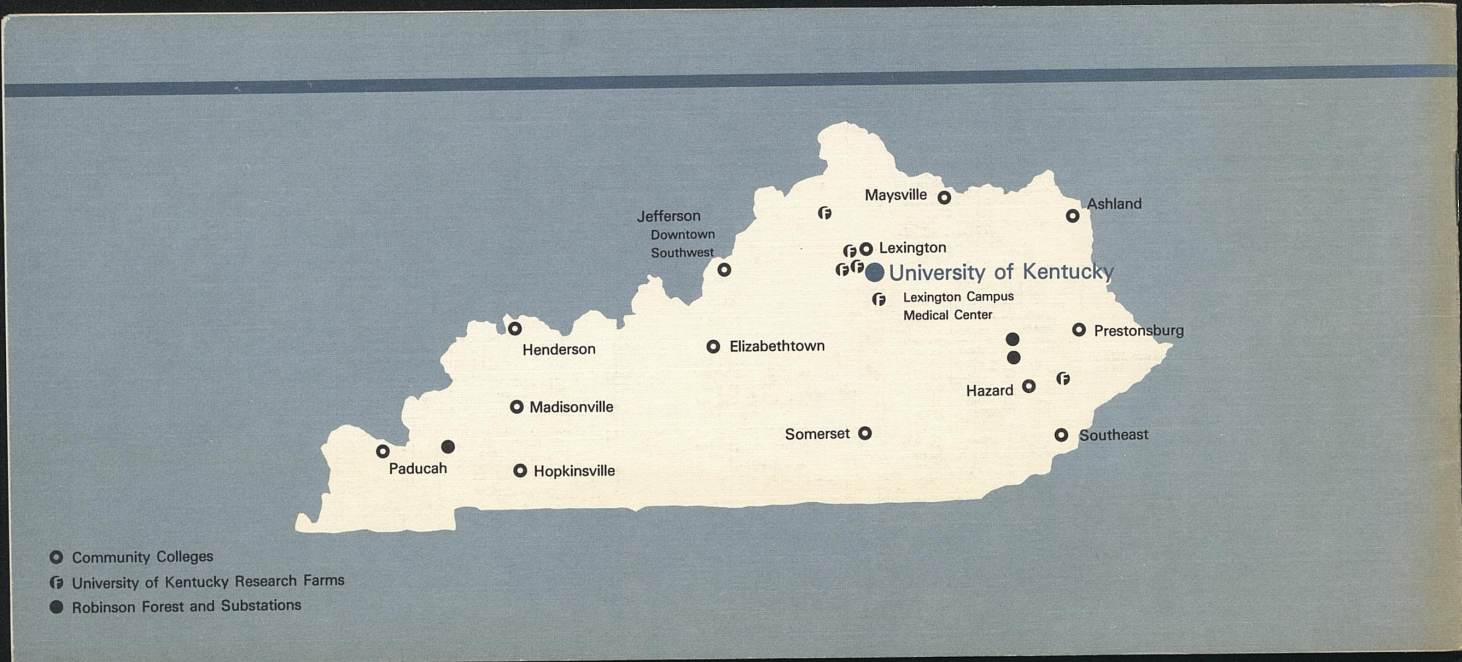 Maysville
Ashland
Jefferson
Downtown
Southwest
Lexington
University of Kentucky
Lexington Campus
Medical Center
Prestonsburg
Henderson
Elizabethtown
Hazard
Madisonville
Somerset
Southeast
Paducah
Hopkinsville
Community Colleges
F University of Kentucky Research Farms
Robinson Forest and Substations